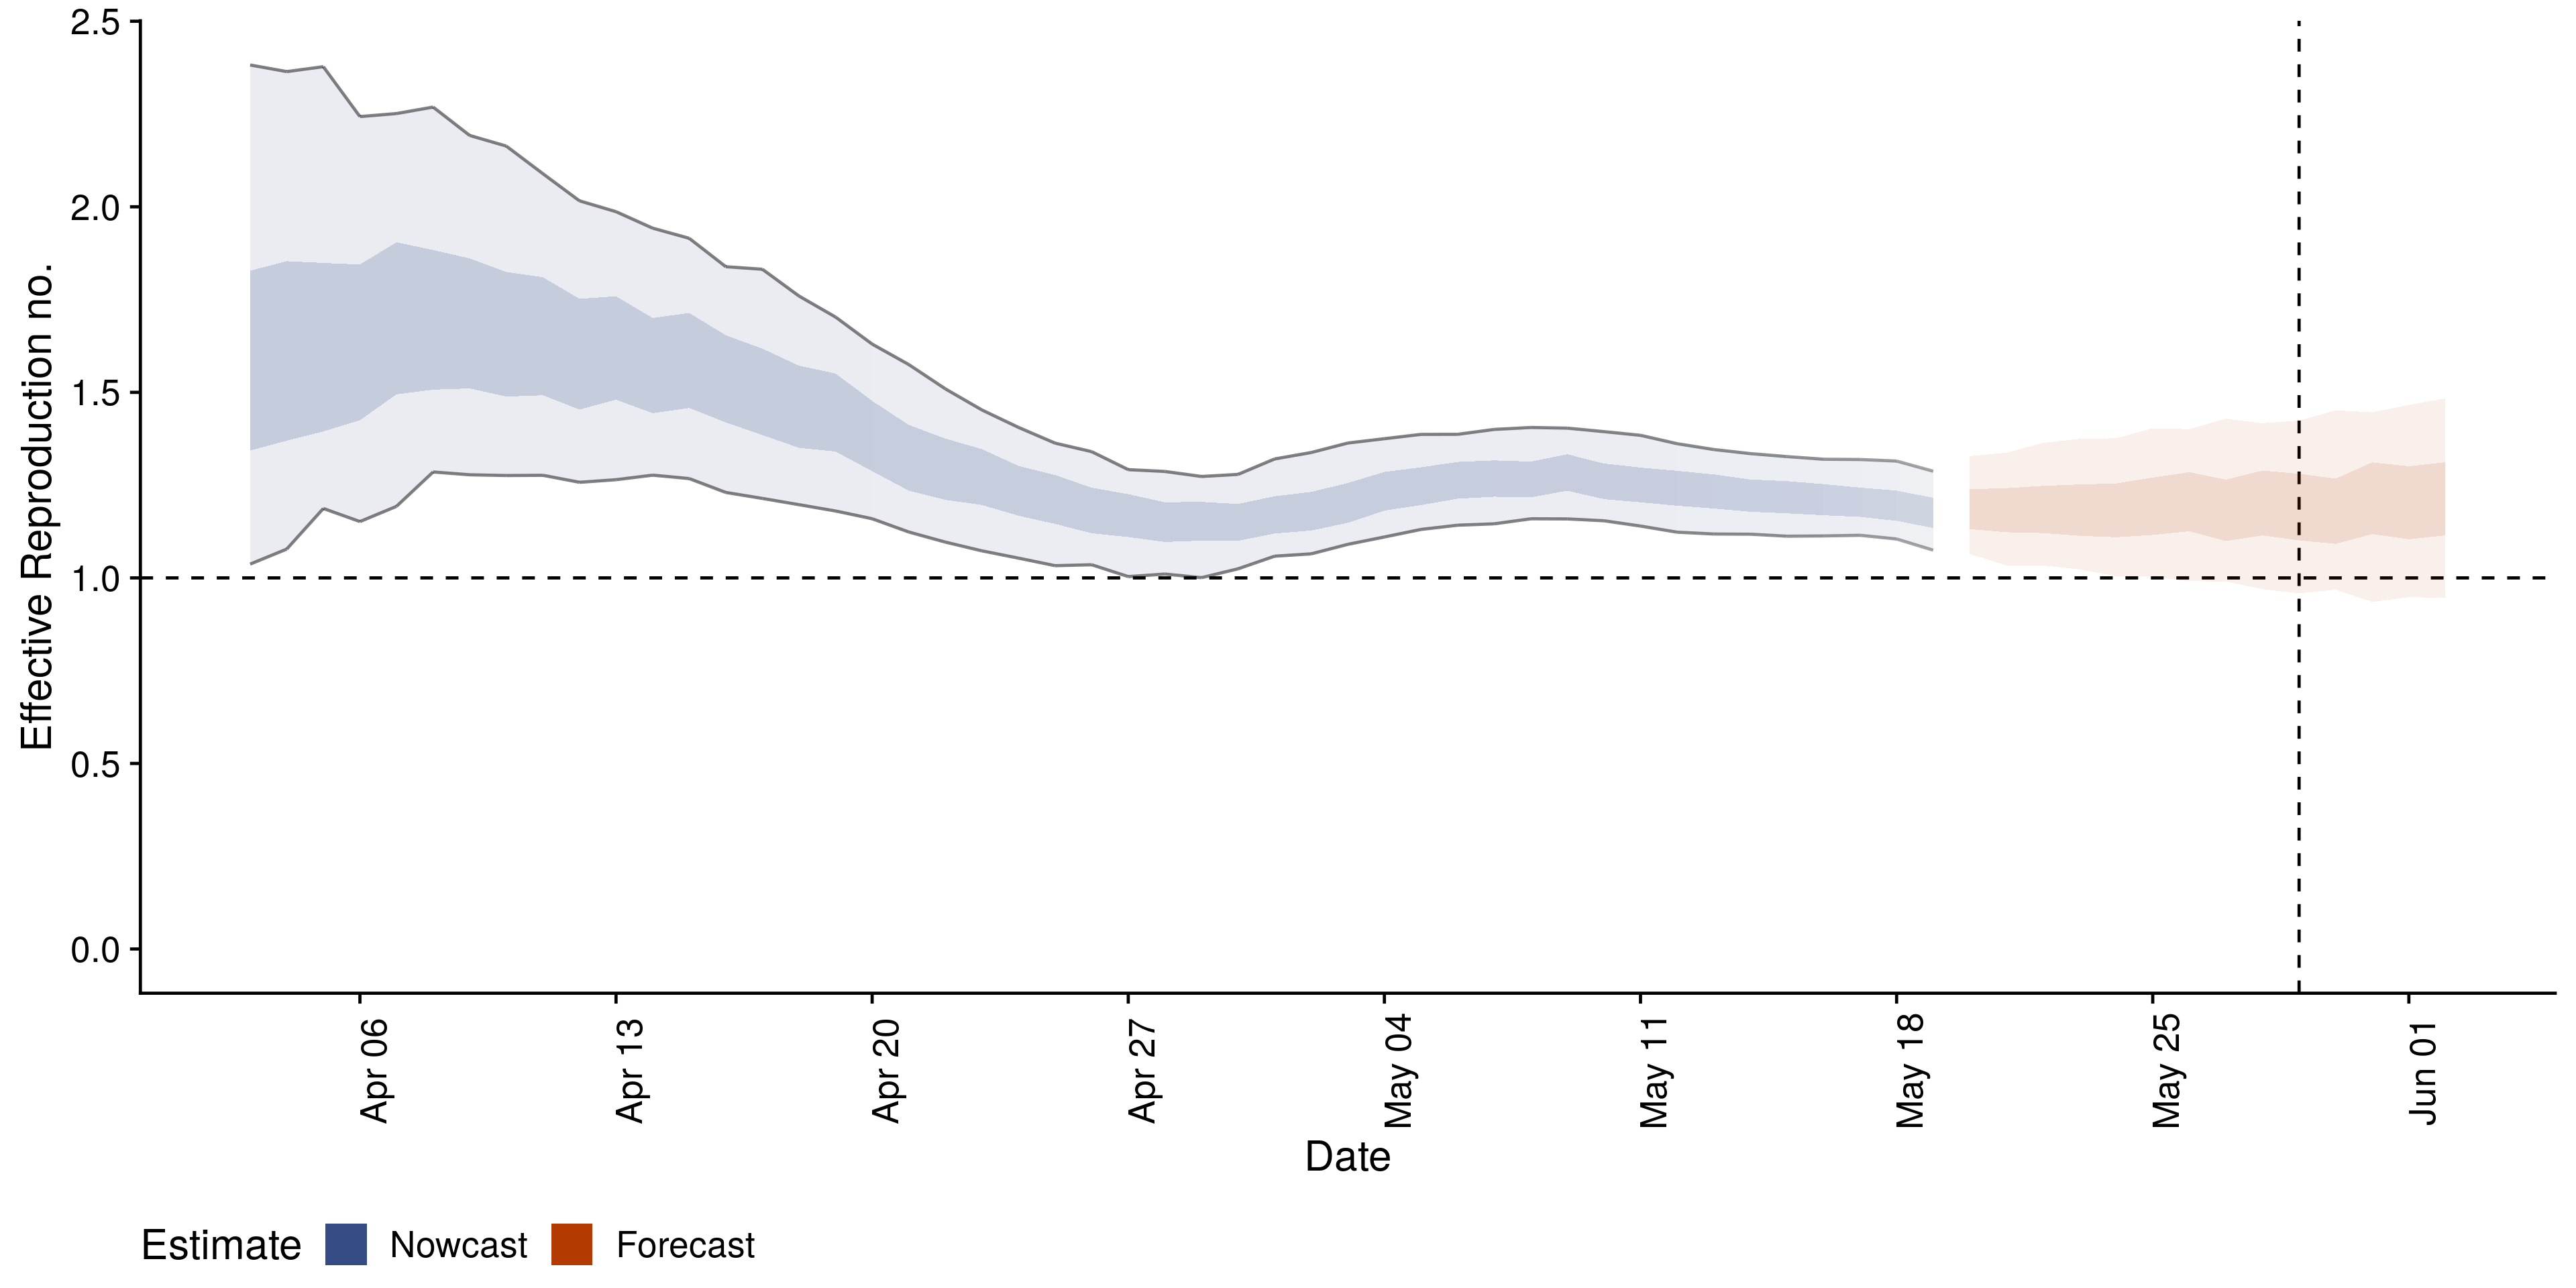 2.5
2.0
1.5
1.0
0.5
0.0
Effective Reproduction no.
Apr 06
Apr 13
Apr 20
Apr 27
May 04
May 11
May 18
May 25
Jun 01
Date
Estimate Nowcast Forecast